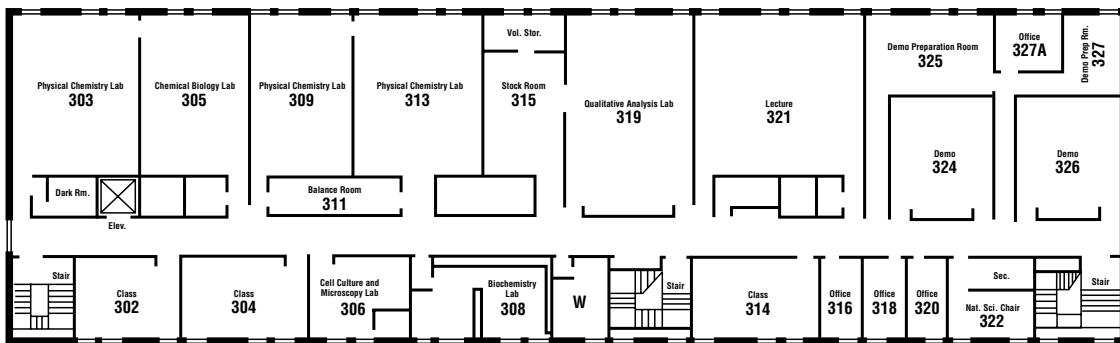 Physical Chemistry Lab
303
Chemical Biology Lab
305
Physical Chemistry Lab
309
Physical Chemistry Lab
313
Vol. Stor.
Stock Room
315
Qualitative Analysis Lab
319
Lecture
321
Demo Preparation Room
325
Office
327A
Demo Prep Rm.
327
Demo
324
Demo
326
Dark Rm.
Elev.
Balance Room
311
Stair
Class
302
Class
304
Cell Culture and
Microscopy Lab
306
Biochemistry
Lab
308
W
Stair
Class
314
Office
316
Office
318
Office
320
Sec.
Nat. Sci. Chair
322
Stair